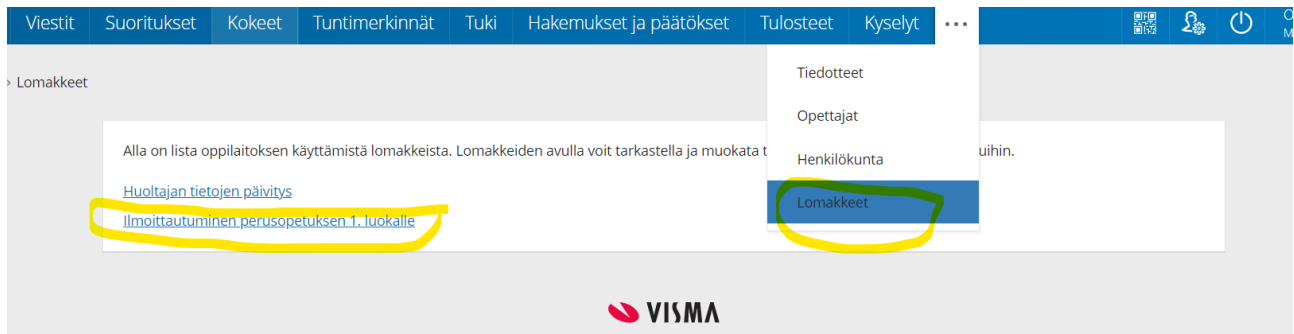 Viestit Suoritukset Kokeet Tuntimerkinnät Tuki Hakemukset ja päätökset Tulosteet Kyselyt ...
› Lomakkeet
Tiedotteet
Opettajat
Henkilökunta
Lomakkeet
Alla on lista oppilaitoksen käyttämistä lomakkeista. Lomakkeiden avulla voit tarkastella ja muokata
Huoltajan tietojen päivitys
Ilmoittautuminen perusopetuksen 1. luokalle
VISMA